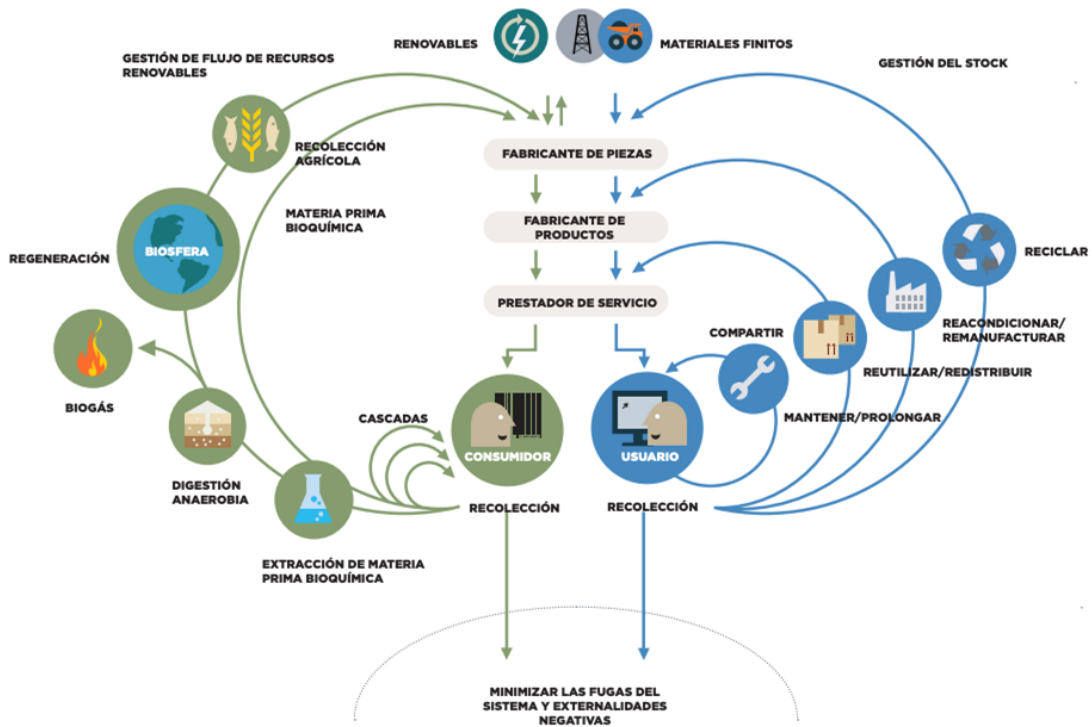 RENOVABLES
MATERIALES FINITOS
GESTIÓN DE FLUJO DE RECURSOS
RENOVABLES
GESTIÓN DEL STOCK
RECOLECCIÓN
AGRÍCOLA
FABRICANTE DE PIEZAS
MATERIA PRIMA
BIOQUÍMICA
FABRICANTE DE
PRODUCTOS
REGENERACIÓN
BIOSFERA
RECICLAR
PRESTADOR DE SERVICIO
REACONDICIONAR/
REMANUFACTURAR
COMPARTIR
REUTILIZAR/REDISTRIBUIR
BIOGÁS
CASCADAS
MANTENER/PROLONGAR
CONSUMIDOR
USUARIO
DIGESTIÓN
ANAEROBIA
RECOLECCIÓN
RECOLECCIÓN
EXTRACCIÓN DE MATERIA
PRIMA BIOQUÍMICA
MINIMIZAR LAS FUGAS DEL
SISTEMA Y EXTERNALIDADES
NEGATIVAS